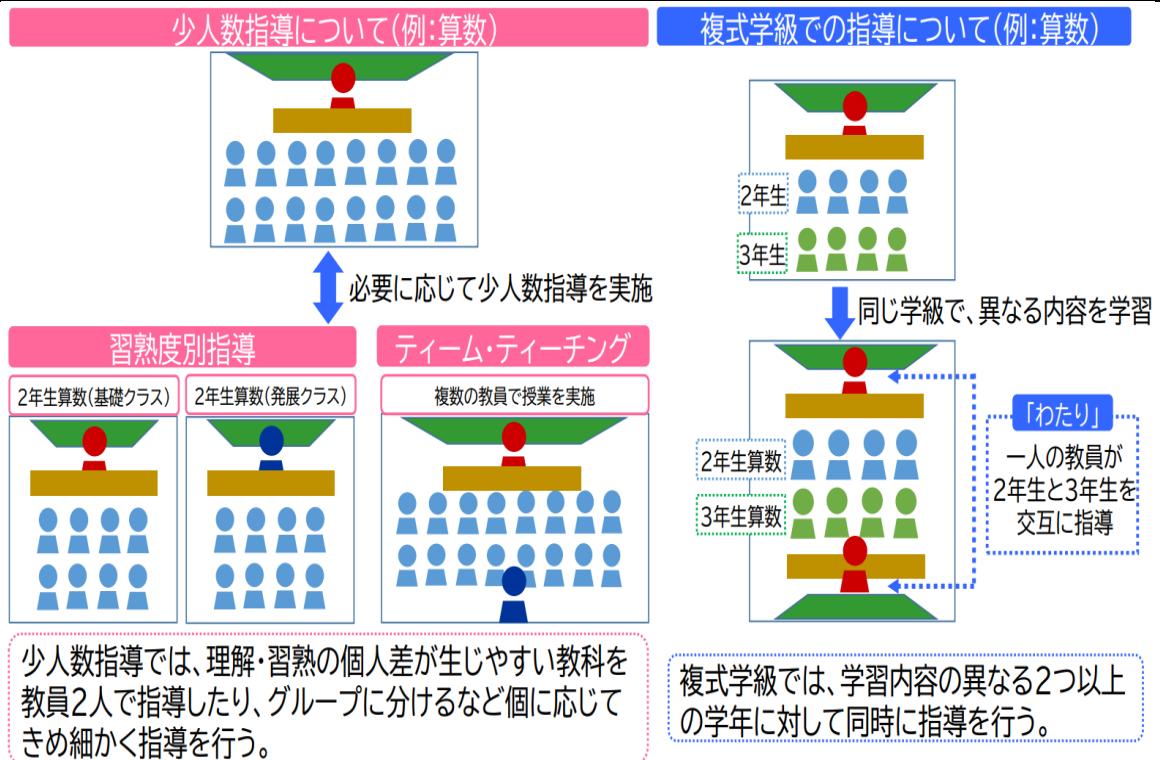 少人数指導について(例:算数)
必要に応じて少人数指導を実施
習熟度別指導
2年生算数(基礎クラス)
2年生算数(発展クラス)
ティーム・ティーチング
複数の教員で授業を実施
少人数指導では、理解・習熟の個人差が生じやすい教科を
教員2人で指導したり、グループに分けるなど個に応じて
きめ細かく指導を行う。
複式学級での指導について(例:算数)
2年生
3年生
同じ学級で、異なる内容を学習
2年生算数
3年生算数
「わたり」
一人の教員が
2年生と3年生を
交互に指導
複式学級では、学習内容の異なる2つ以上
の学年に対して同時に指導を行う。